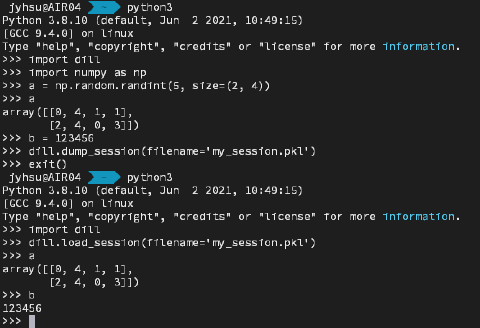 jyhsu@AIR04 ~ python3
Python 3.8.10 (default, Jun  2 2021, 10:49:15)
[GCC 9.4.0] on linux
Type "help", "copyright", "credits" or "license" for more information.
>>> import dill
>>> import numpy as np
>>> a = np.random.randint(5, size=(2, 4))
>>> a
array([[0, 4, 1, 1],
       [2, 4, 0, 3]])
>>> b = 123456
>>> dill.dump_session(filename='my_session.pkl')
>>> exit()
jyhsu@AIR04 ~ python3
Python 3.8.10 (default, Jun  2 2021, 10:49:15)
[GCC 9.4.0] on linux
Type "help", "copyright", "credits" or "license" for more information.
>>> import dill
>>> dill.load_session(filename='my_session.pkl')
>>> a
array([[0, 4, 1, 1],
       [2, 4, 0, 3]])
>>> b
123456
>>>